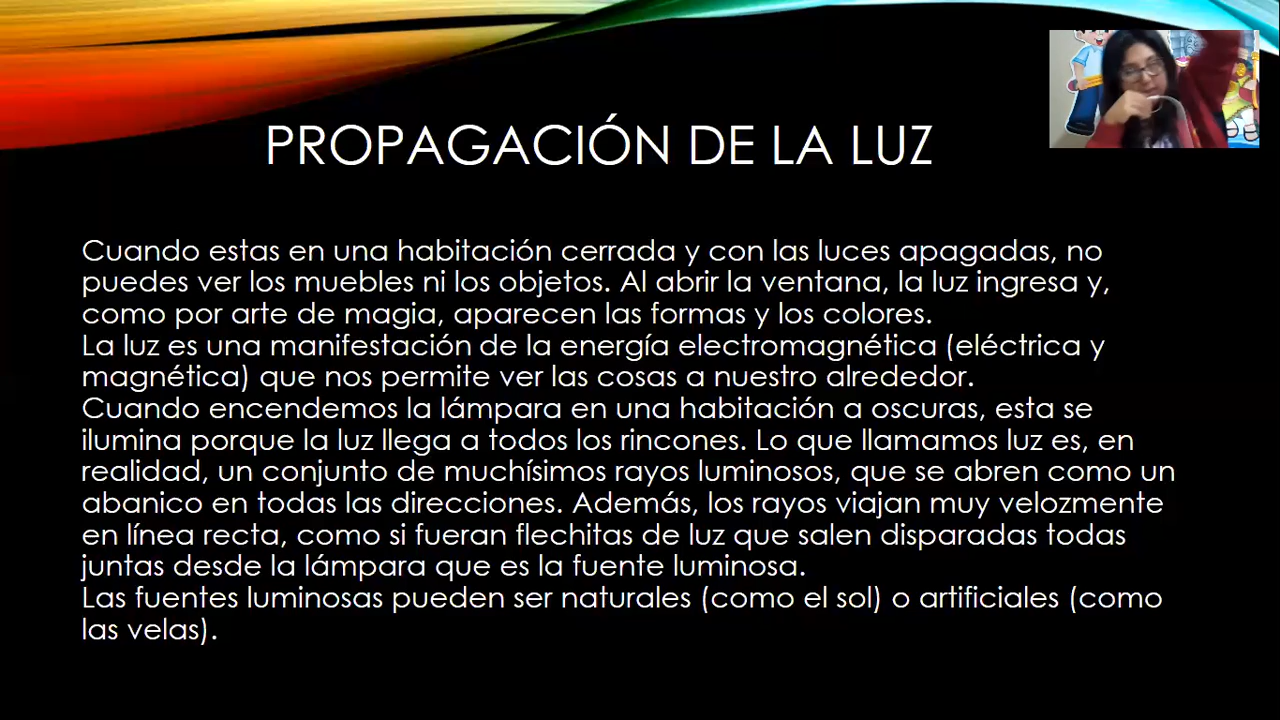 PROPAGACIÓN DE LA LUZ
Cuando estas en una habitación cerrada y con las luces apagadas, no
puedes ver los muebles ni los objetos. Al abrir la ventana, la luz ingresa y,
como por arte de magia, aparecen las formas y los colores.
La luz es una manifestación de la energía electromagnética (eléctrica y
magnética) que nos permite ver las cosas a nuestro alrededor.
Cuando encendemos la lámpara en una habitación a oscuras, esta se
ilumina porque la luz llega a todos los rincones. Lo que llamamos luz es, en
realidad, un conjunto de muchísimos rayos luminosos, que se abren como un
abanico en todas las direcciones. Además, los rayos viajan muy velozmente
en línea recta, como si fueran flechitas de luz que salen disparadas todas
juntas desde la lámpara que es la fuente luminosa.
Las fuentes luminosas pueden ser naturales (como el sol) o artificiales (como
las velas).